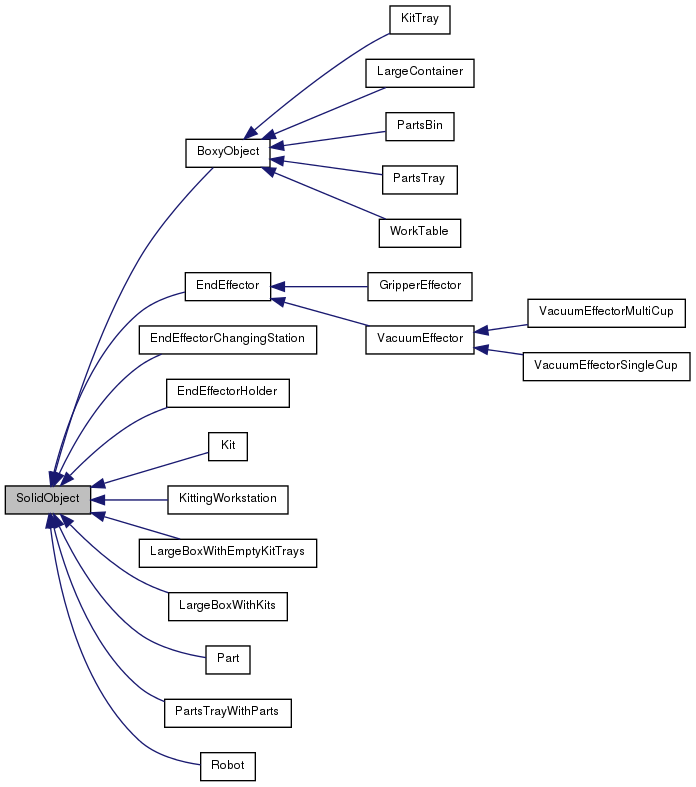 KitTray
LargeContainer
PartsBin
BoxyObject
PartsTray
WorkTable
EndEffector
GripperEffector
VacuumEffectorMultiCup
EndEffectorChangingStation
VacuumEffector
VacuumEffectorSingleCup
EndEffectorHolder
Kit
SolidObject
KittingWorkstation
LargeBoxWithEmptyKitTrays
LargeBoxWithKits
Part
PartsTrayWithParts
Robot